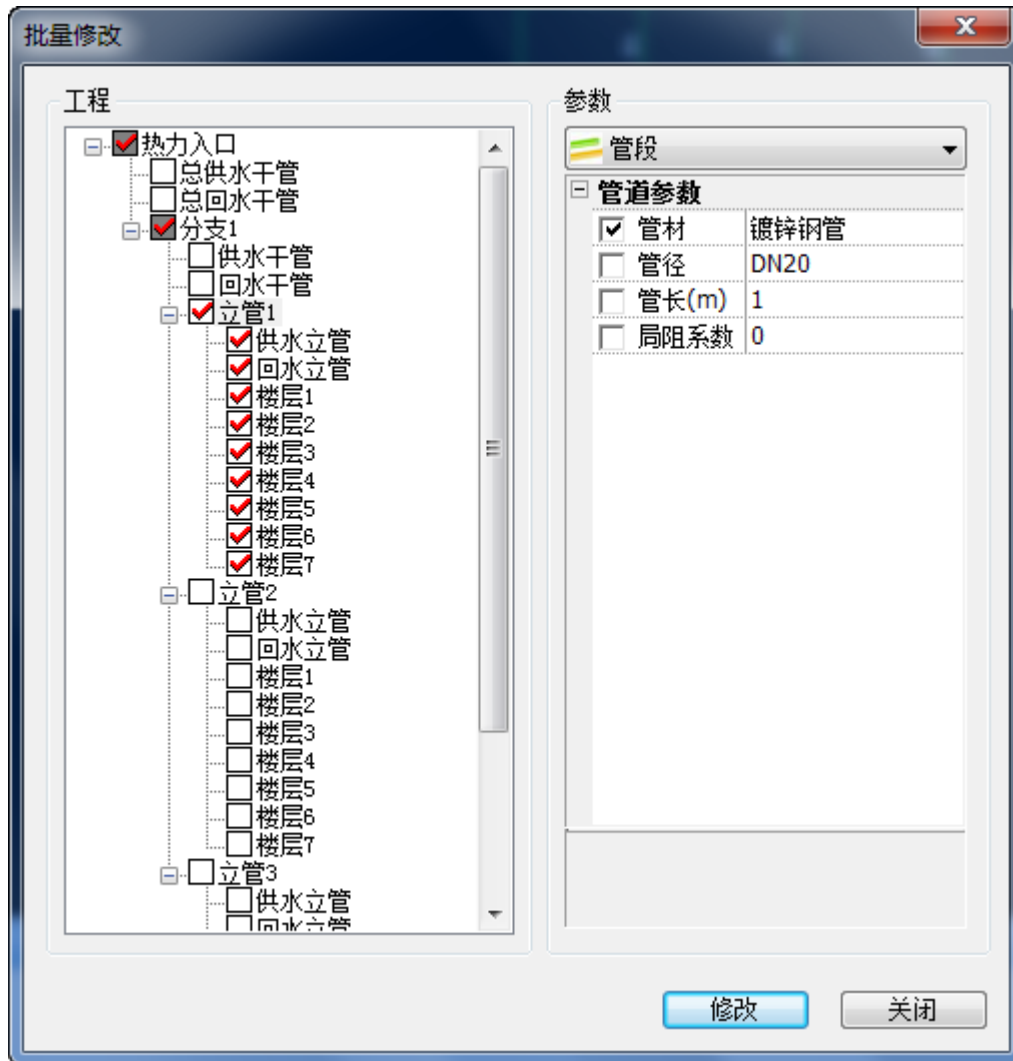 批量修改
工程
热力入口
总供水干管
总回水干管
分支1
供水干管
回水干管
立管1
供水立管
回水立管
楼层1
楼层2
楼层3
楼层4
楼层5
楼层6
楼层7
立管2
供水立管
回水立管
楼层1
楼层2
楼层3
楼层4
楼层5
楼层6
楼层7
立管3
供水立管
回水立管
参数
管段
管道参数
管材 镀锌钢管
管径 DN20
管长(m) 1
局阻系数 0
修改
关闭